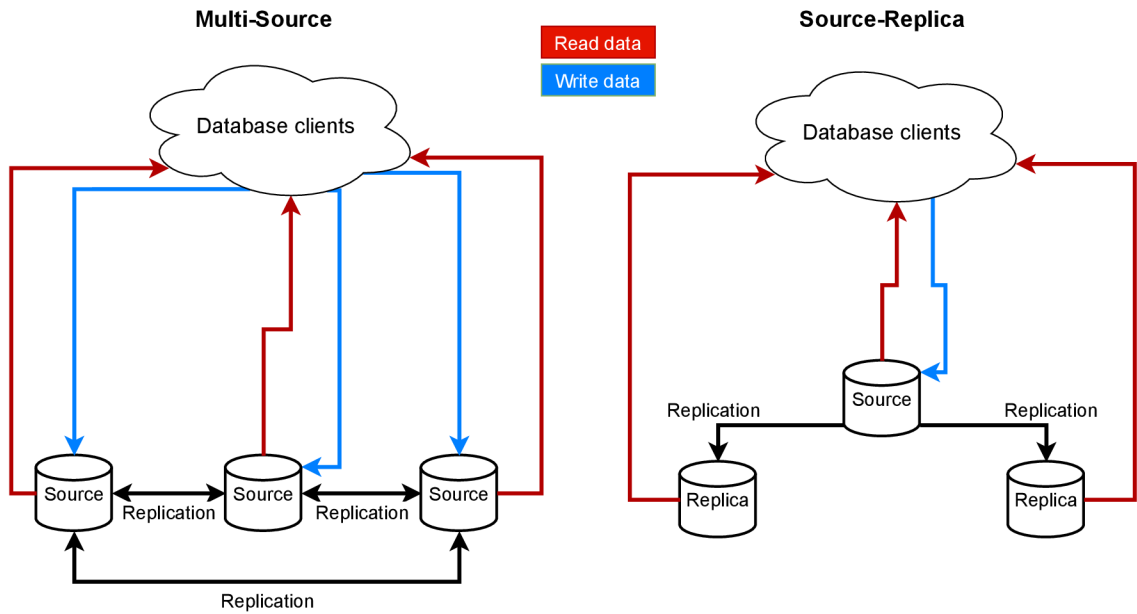 Multi-Source
Source-Replica
Read data
Write data
Database clients
Database clients
Source
Replication
Replication
Source
Source
Source
Replication
Replication
Replica
Replica
Replication